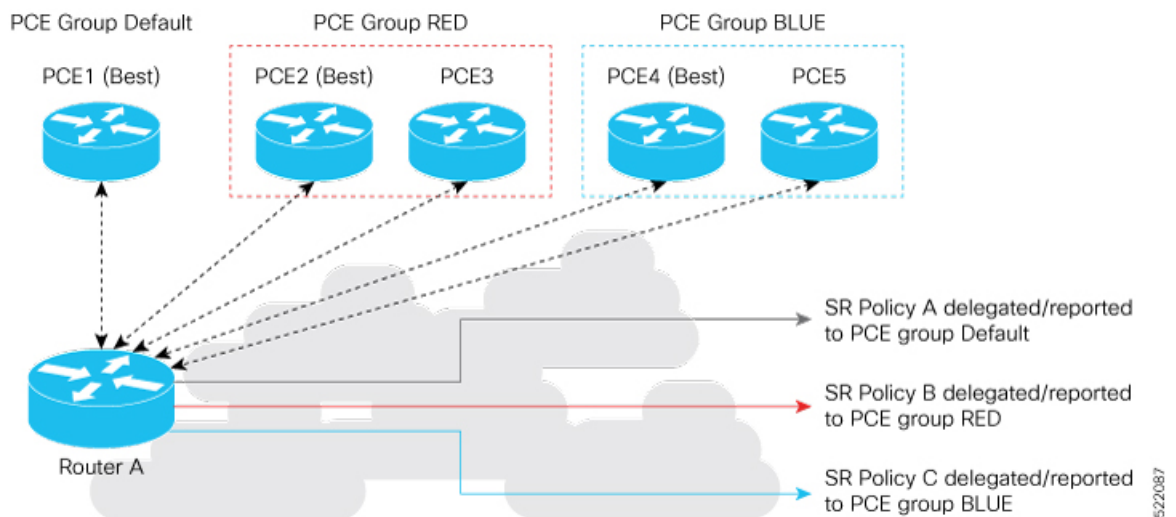 PCE Group Default
PCE Group RED
PCE Group BLUE
PCE1 (Best)
PCE2 (Best)
PCE3
PCE4 (Best)
PCE5
SR Policy A delegated/reported
to PCE group Default
SR Policy B delegated/reported
to PCE group RED
Router A
SR Policy C delegated/reported
to PCE group BLUE
522087